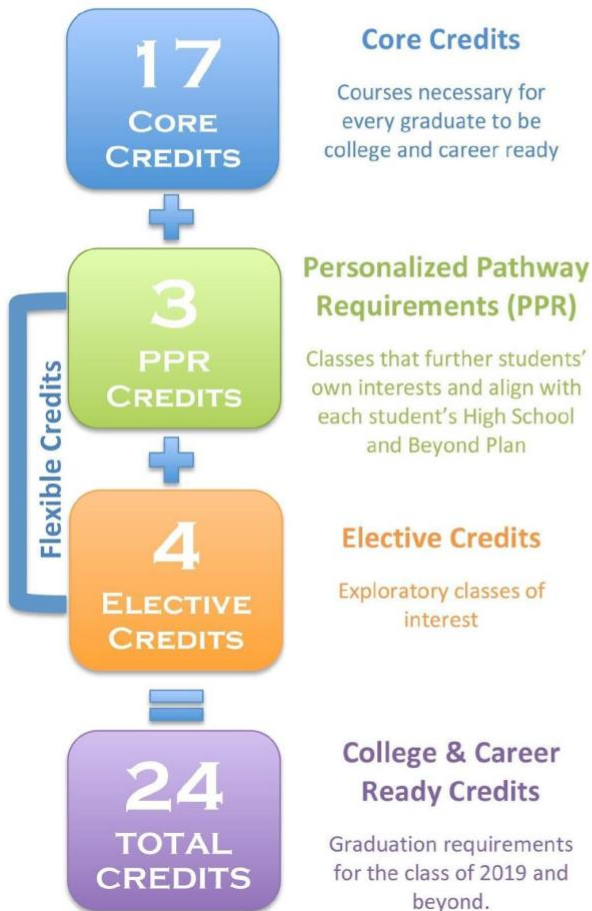 17
CORE
CREDITS
Core Credits
Courses necessary for
every graduate to be
college and career ready
+
3
PPR
CREDITS
Personalized Pathway
Requirements (PPR)
Classes that further students’
own interests and align with
each student’s High School
and Beyond Plan
Flexible Credits
+
4
ELECTIVE
CREDITS
Elective Credits
Exploratory classes of
interest
=
24
TOTAL
CREDITS
College & Career
Ready Credits
Graduation requirements
for the class of 2019 and
beyond.